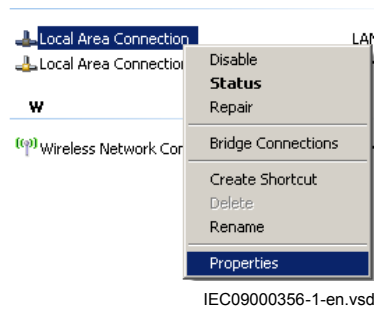 Local Area Connection LAN
Local Area Connection
Disable
Status
Repair
Bridge Connections
Create Shortcut
Delete
Rename
Properties
W
Wireless Network Con
IEC09000356-1-en.vsd